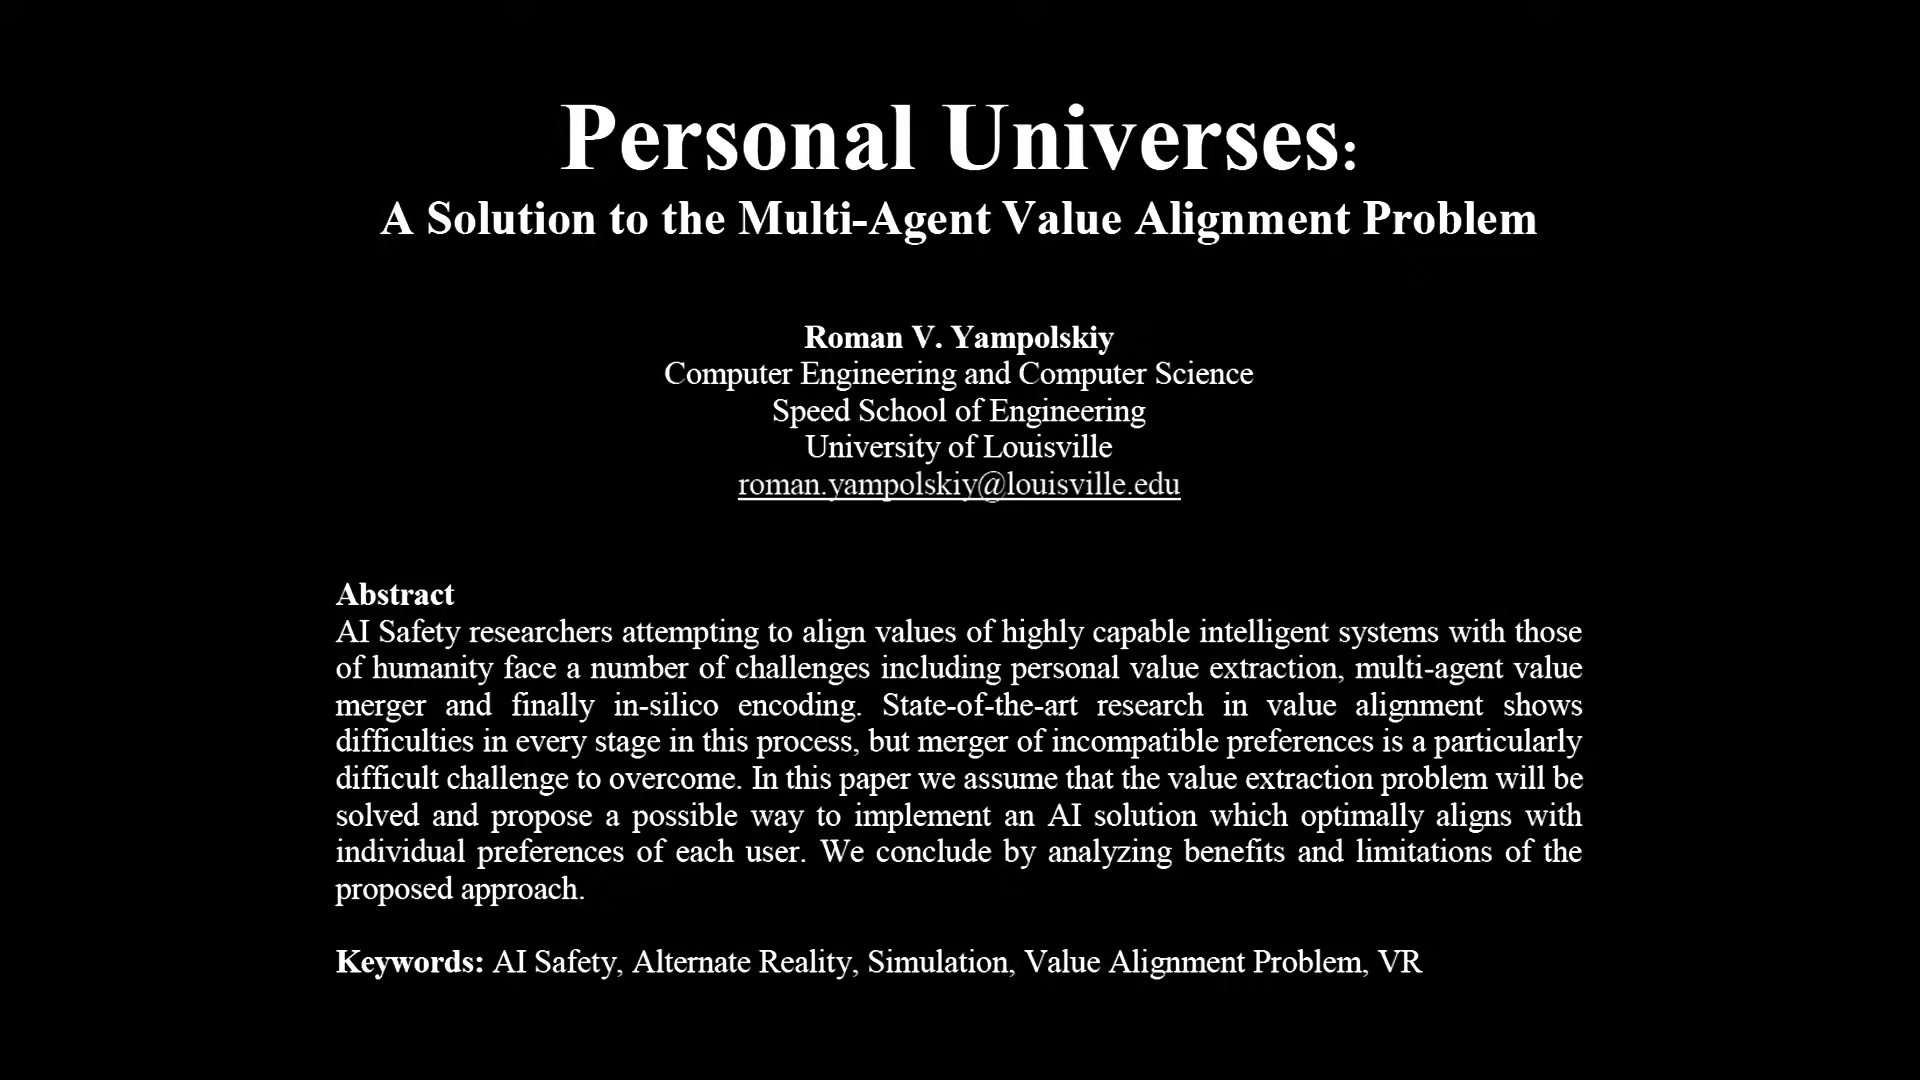 Personal Universes:
A Solution to the Multi-Agent Value Alignment Problem
Roman V. Yampolskiy
Computer Engineering and Computer Science
Speed School of Engineering
University of Louisville
roman.yampolskiy@louisville.edu
Abstract
AI Safety researchers attempting to align values of highly capable intelligent systems with those
of humanity face a number of challenges including personal value extraction, multi-agent value
merger and finally in-silico encoding. State-of-the-art research in value alignment shows
difficulties in every stage in this process, but merger of incompatible preferences is a particularly
difficult challenge to overcome. In this paper we assume that the value extraction problem will be
solved and propose a possible way to implement an AI solution which optimally aligns with
individual preferences of each user. We conclude by analyzing benefits and limitations of the
proposed approach.
Keywords: AI Safety, Alternate Reality, Simulation, Value Alignment Problem, VR